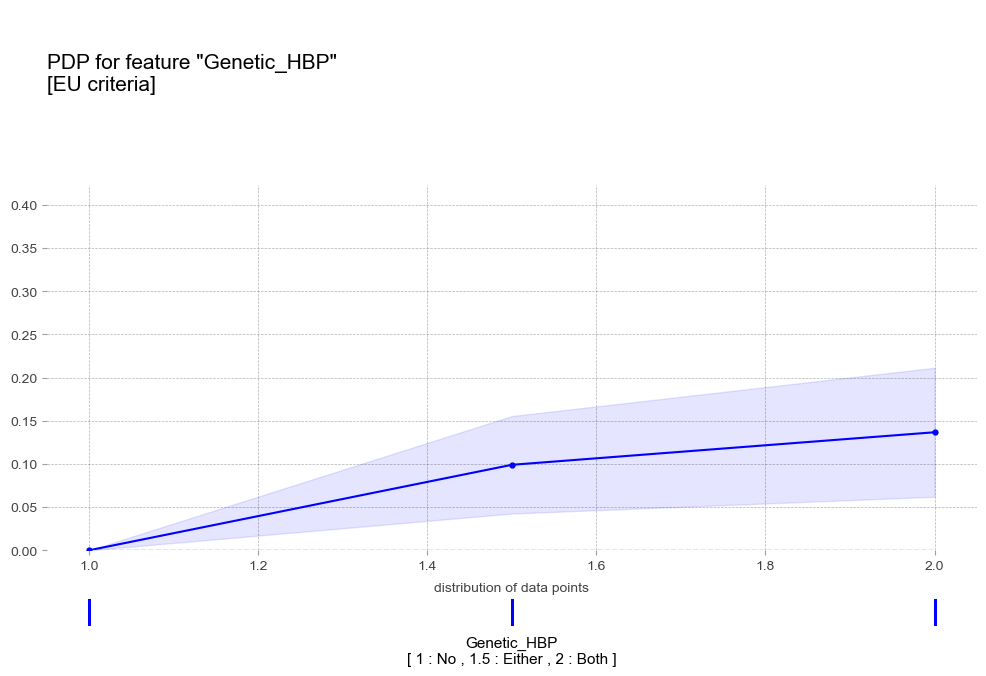 PDP for feature "Genetic_HBP"
[EU criteria]
0.40
0.35
0.30
0.25
0.20
0.15
0.10
0.05
0.00
1.0 1.2 1.4 1.6 1.8 2.0
distribution of data points
Genetic_HBP
[ 1 : No , 1.5 : Either , 2 : Both ]